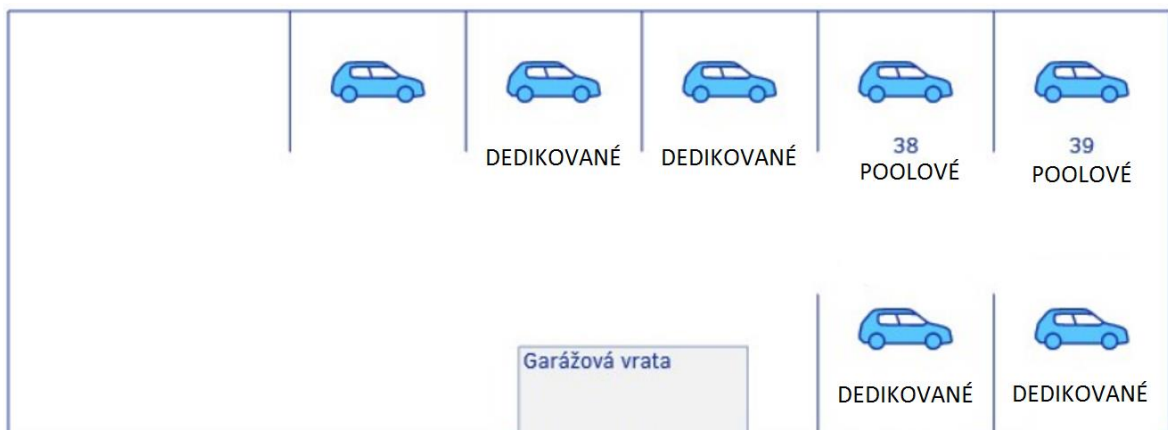 DEDIKOVANÉ
DEDIKOVANÉ
38
POOLOVÉ
39
POOLOVÉ
Garážová vrata
DEDIKOVANÉ
DEDIKOVANÉ